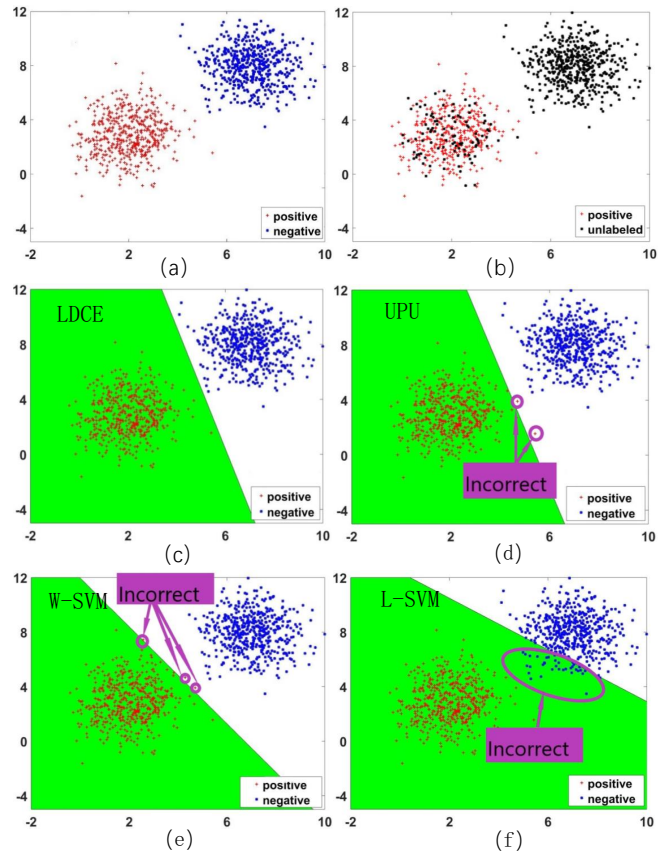 12
8
4
0
-4
-2
2
6
10
positive
negative
(a)
12
8
4
0
-4
-2
2
6
10
positive
unlabeled
(b)
12
8
4
0
-4
-2
2
6
10
LDCE
positive
negative
(c)
12
8
4
0
-4
-2
2
6
10
UPU
Incorrect
positive
negative
(d)
12
8
4
0
-4
-2
2
6
10
W-SVM
Incorrect
positive
negative
(e)
12
8
4
0
-4
-2
2
6
10
L-SVM
Incorrect
positive
negative
(f)